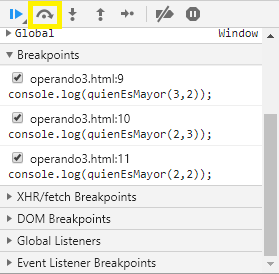 Global Window
Breakpoints
operando3.html:9
console.log(quienEsMayor(3,2));
operando3.html:10
console.log(quienEsMayor(2,3));
operando3.html:11
console.log(quienEsMayor(2,2));
XHR/fetch Breakpoints
DOM Breakpoints
Global Listeners
Event Listener Breakpoints